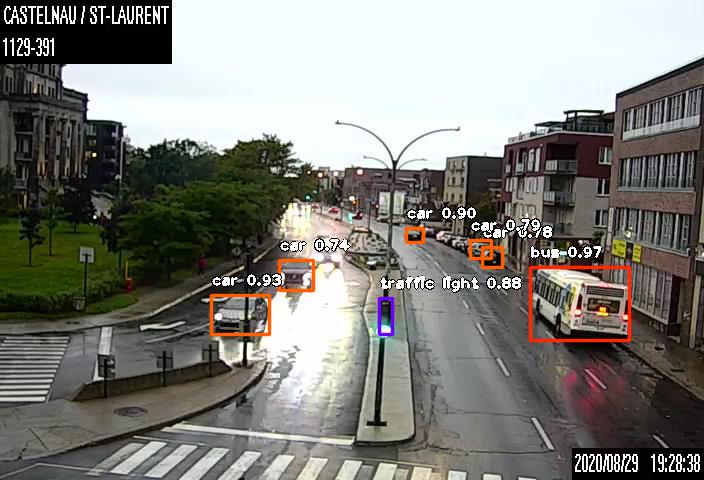 CASTELNAU / ST-LAURENT
1129-391
car 0.90
car 0.79
car 0.78
car 0.74
bus 0.97
car 0.93
traffic light 0.88
2020/08/29 19:28:38